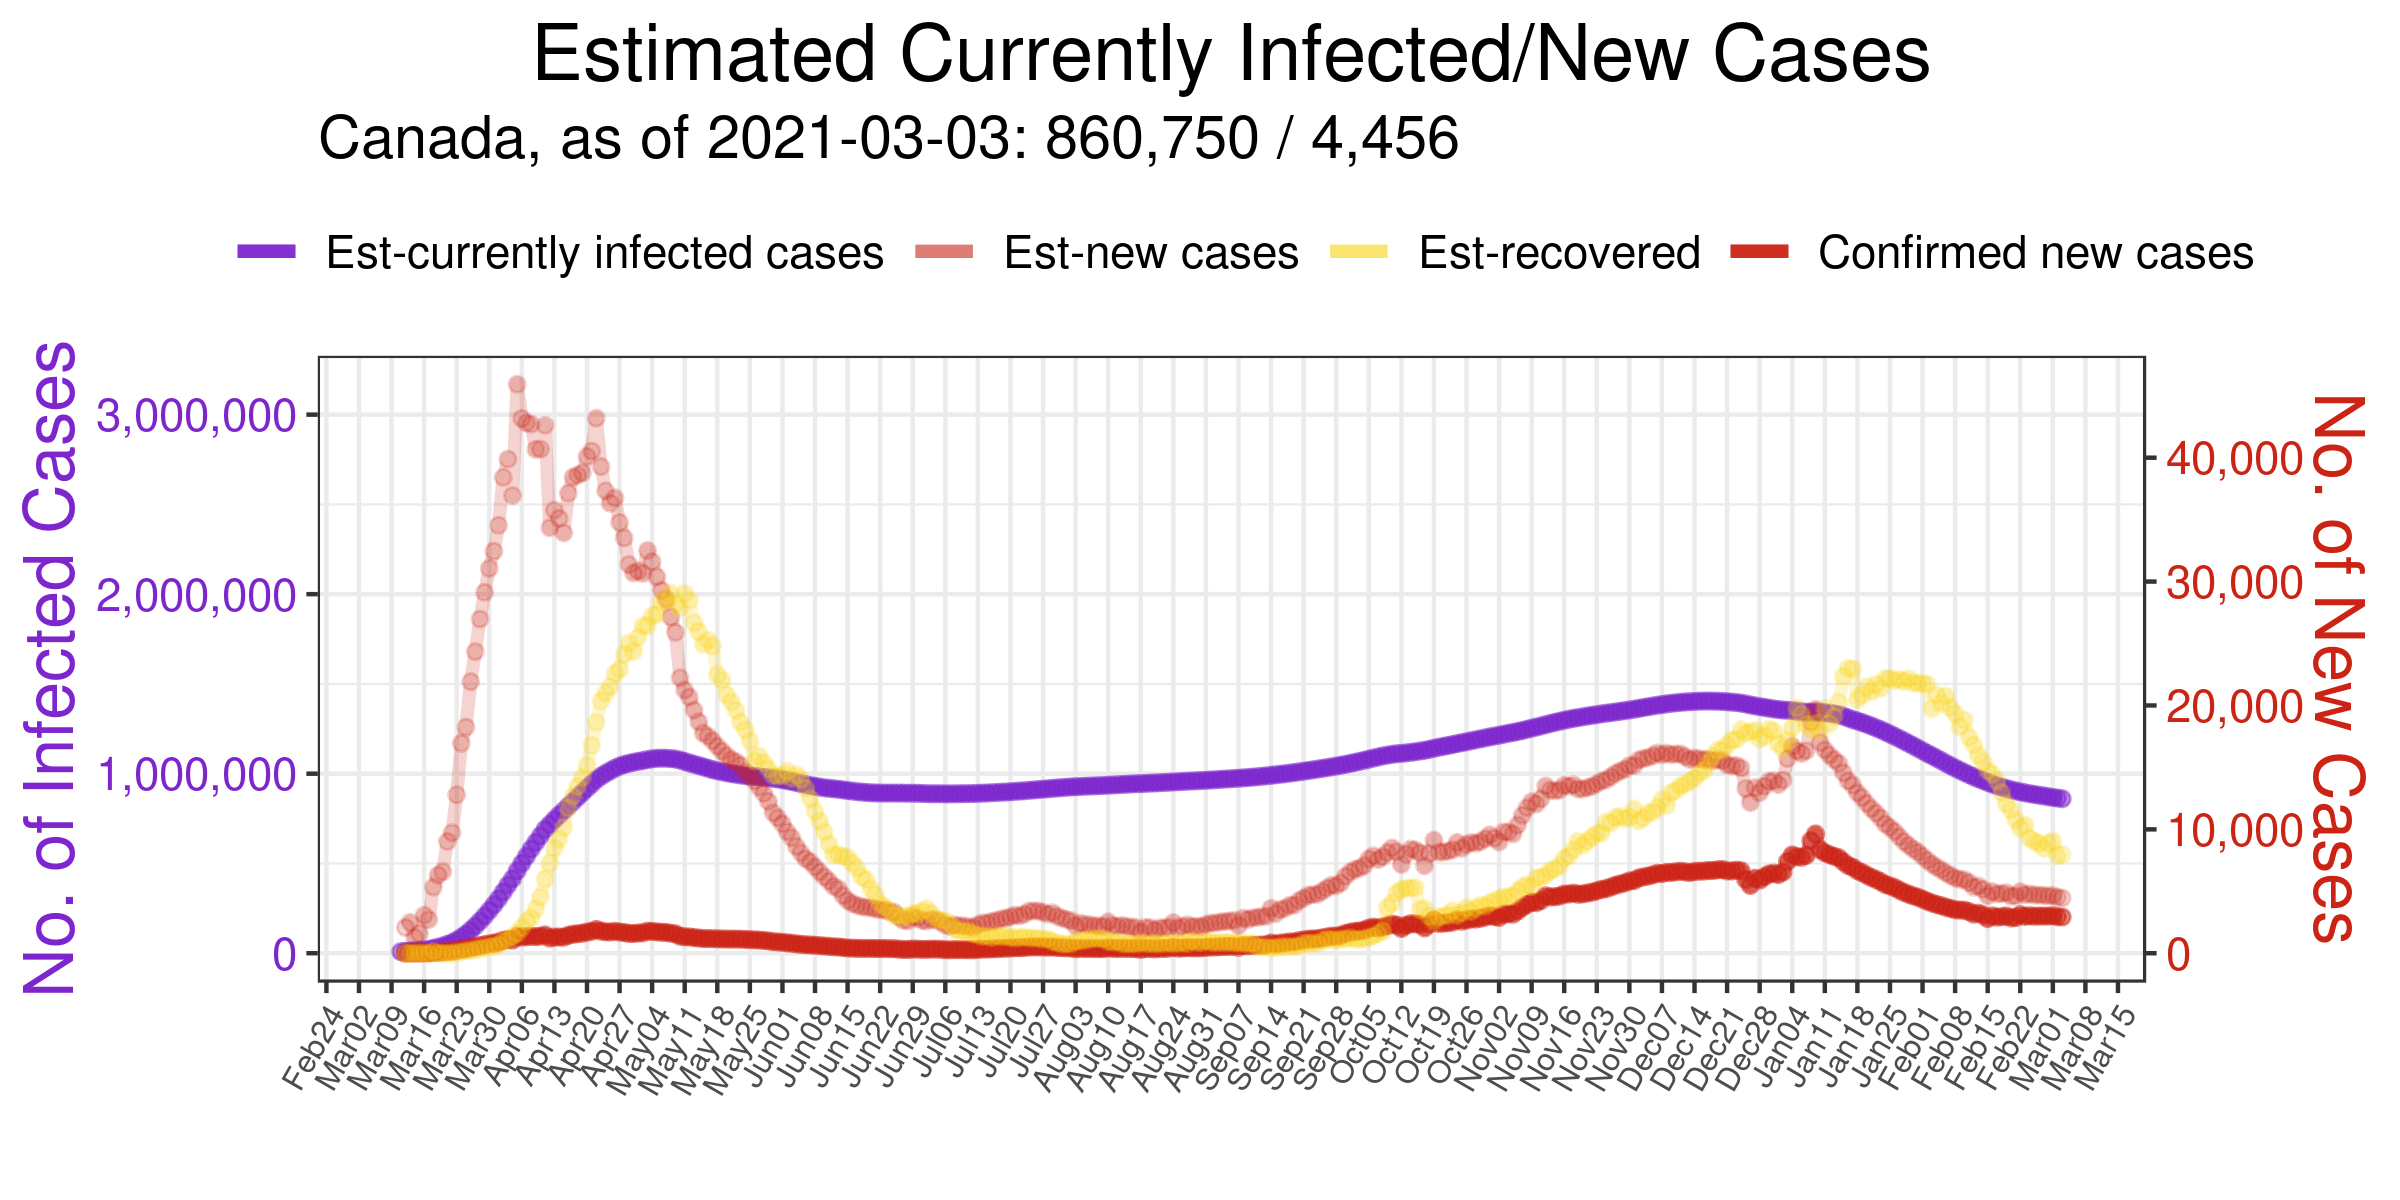 Estimated Currently Infected/New Cases
Canada, as of 2021-03-03: 860,750 / 4,456
Est-currently infected cases Est-new cases Est-recovered Confirmed new cases
No. of Infected Cases
3,000,000
2,000,000
1,000,000
0
No. of New Cases
40,000
30,000
20,000
10,000
0
Feb24 Mar02 Mar09 Mar16 Mar23 Mar30 Apr06 Apr13 Apr20 Apr27 May04 May11 May18 May25 Jun01 Jun08 Jun15 Jun22 Jun29 Jul06 Jul13 Jul20 Jul27 Aug03 Aug10 Aug17 Aug24 Aug31 Sep07 Sep14 Sep21 Sep28 Oct05 Oct12 Oct19 Oct26 Nov02 Nov09 Nov16 Nov23 Nov30 Dec07 Dec14 Dec21 Dec28 Jan04 Jan11 Jan18 Jan25 Feb01 Feb08 Feb15 Feb22 Mar01 Mar08 Mar15